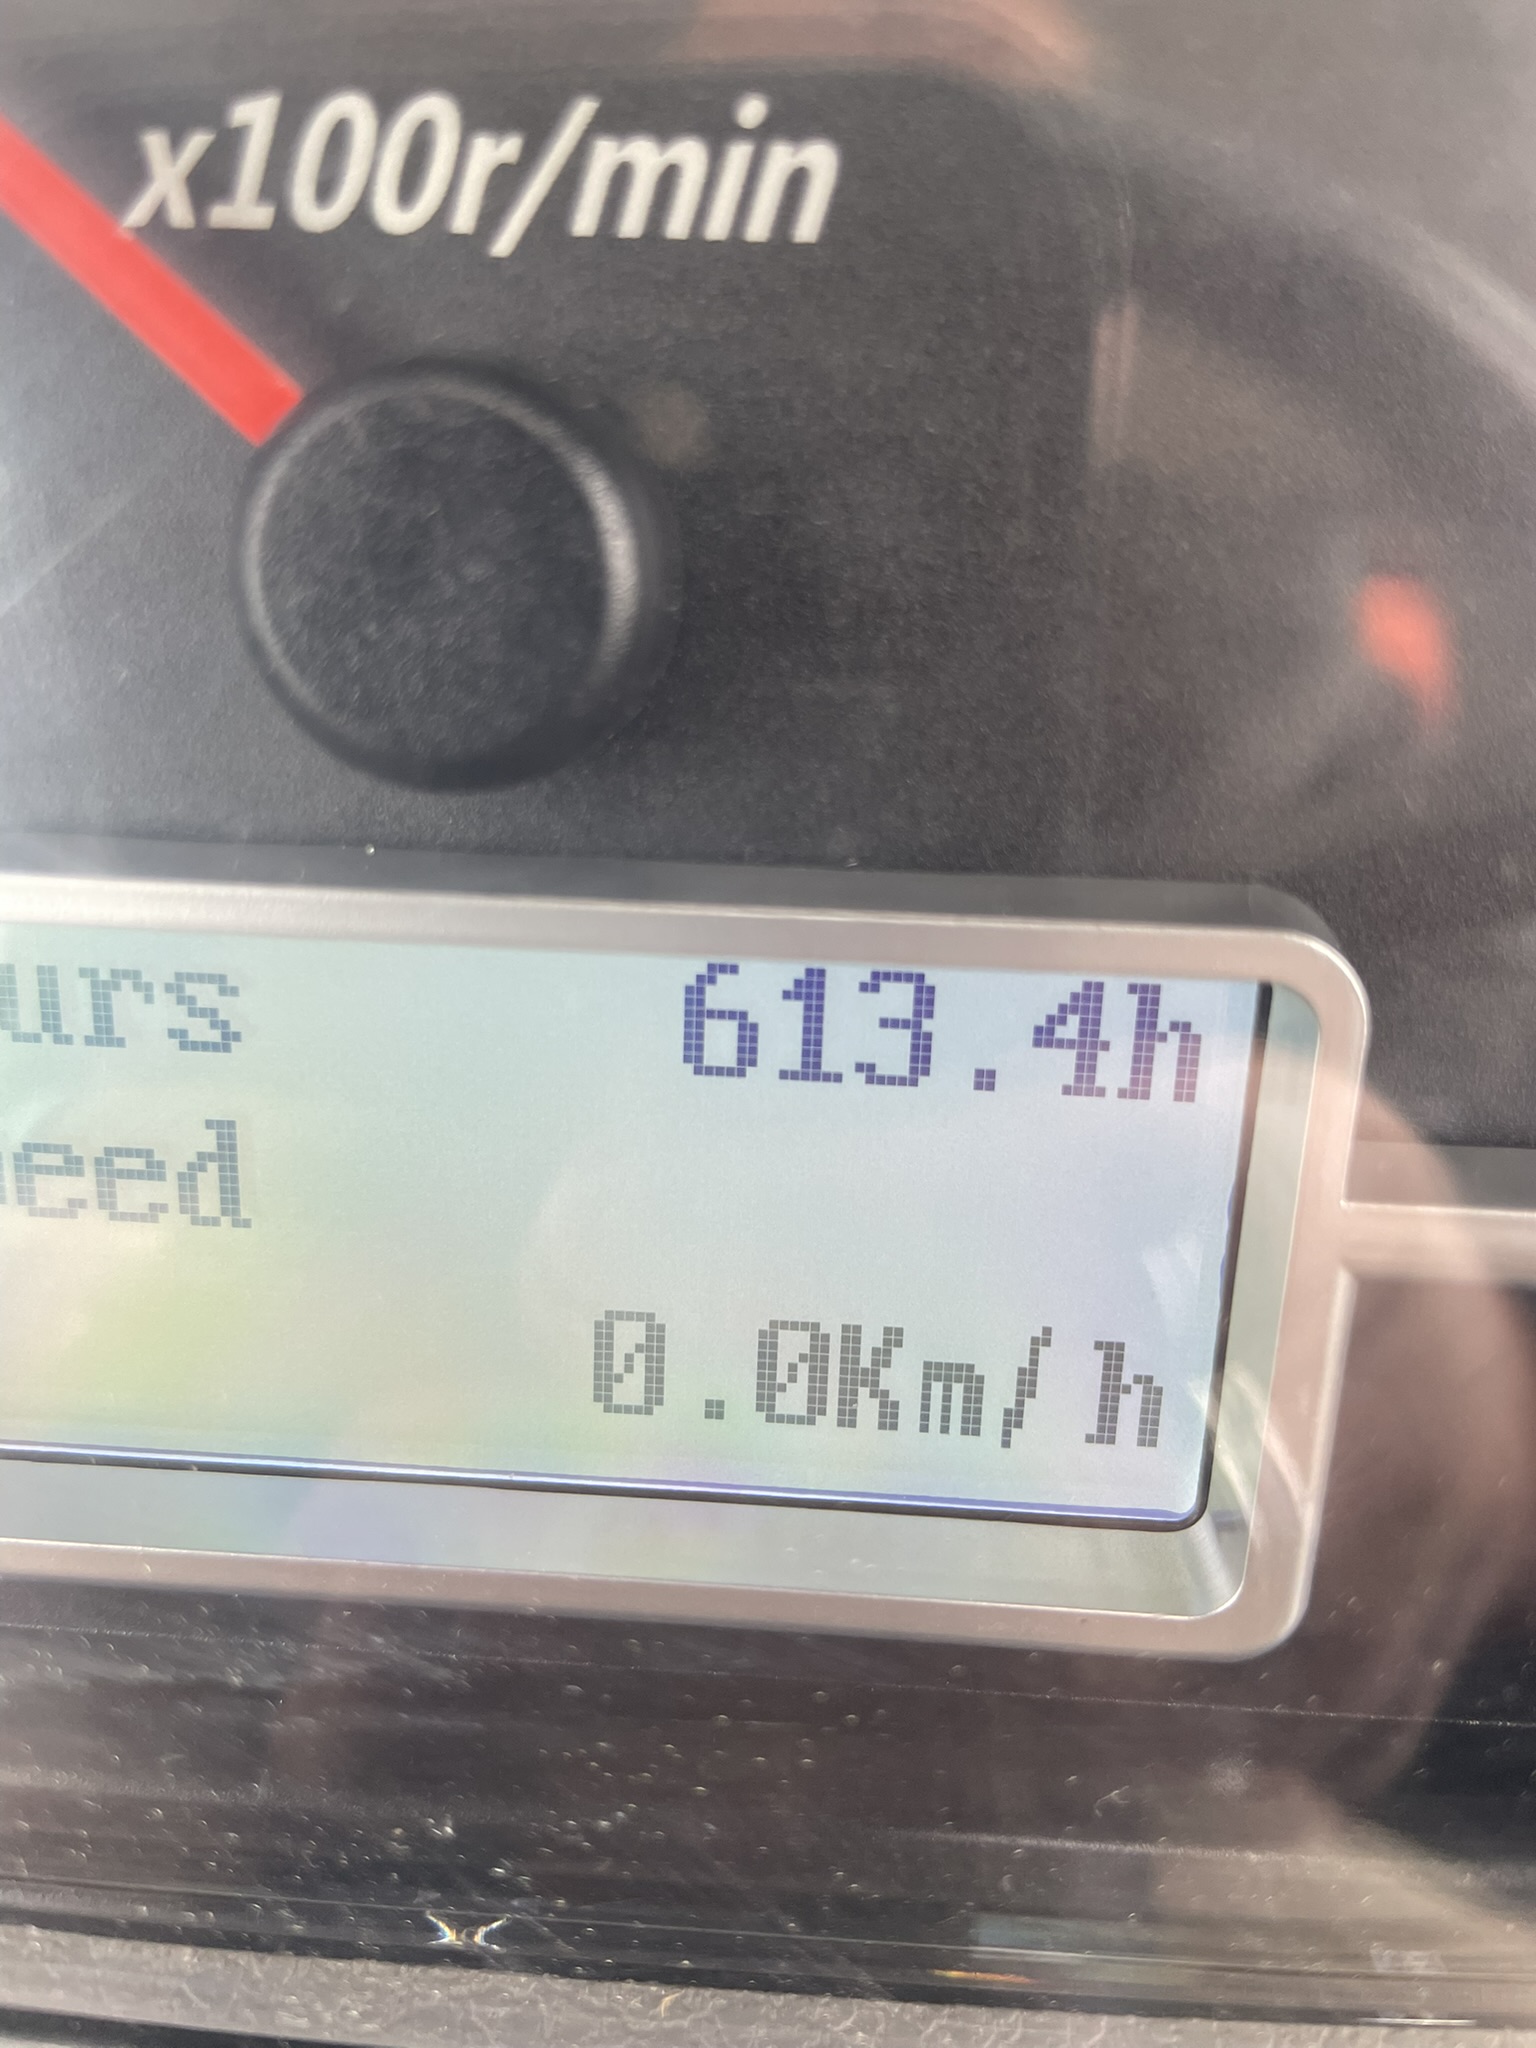 x100r/min
urs 613.4h
eed
0.0Km/h